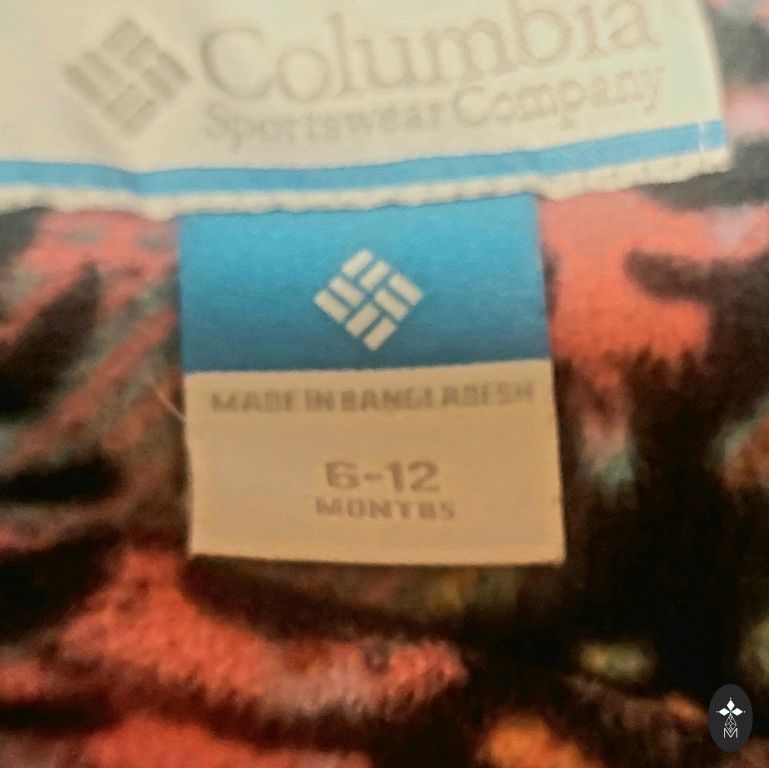 Columbia
Sportswear Company
MADE IN BANGLADESH
6-12
MONTHS
M